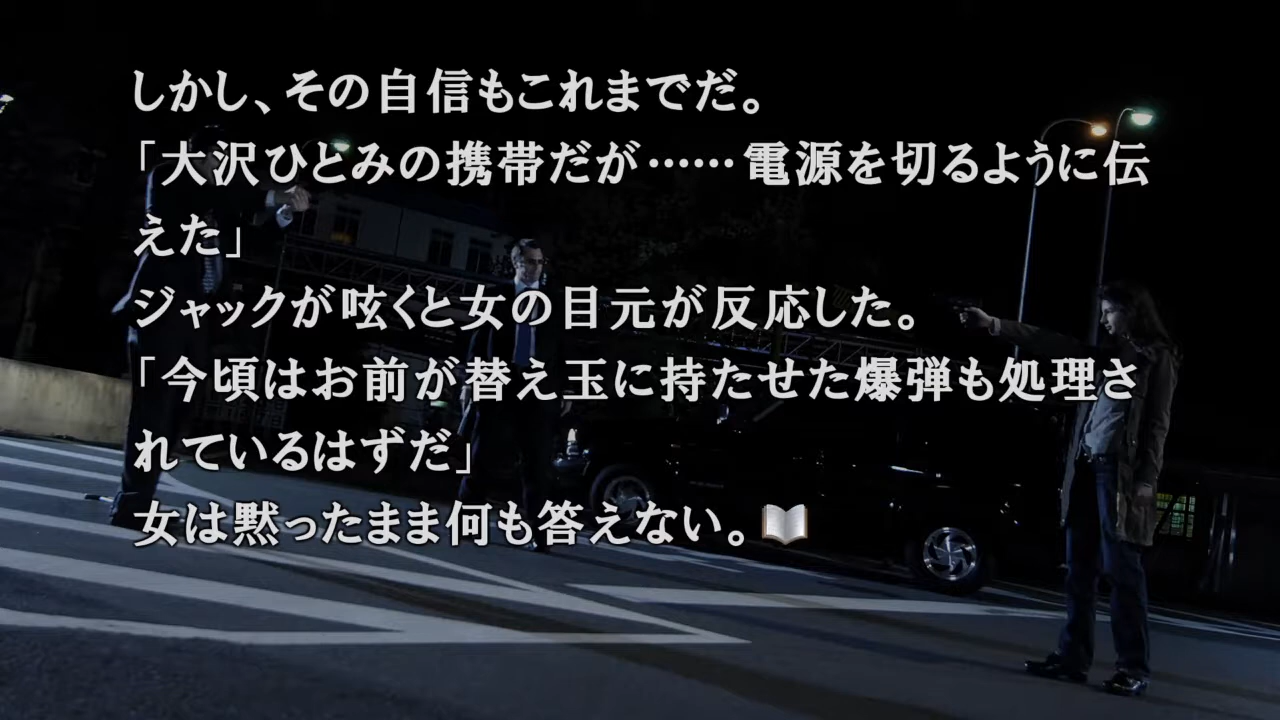 しかし、その自信もこれまでだ。
「大沢ひとみの携帯だが……電源を切るように伝
えた」
ジャックが呟くと女の目元が反応した。
「今頃はお前が替え玉に持たせた爆弾も処理さ
れているはずだ」
女は黙ったまま何も答えない。